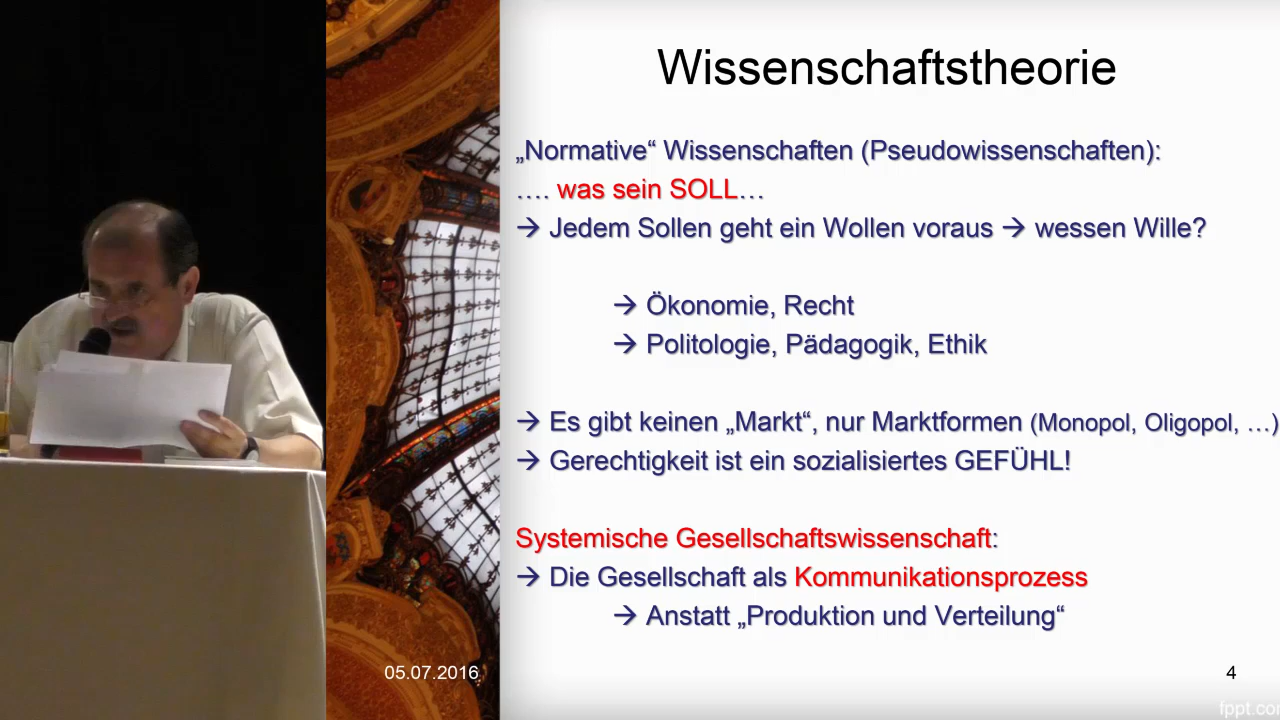 Wissenschaftstheorie
„Normative“ Wissenschaften (Pseudowissenschaften):
…. was sein SOLL…
→ Jedem Sollen geht ein Wollen voraus → wessen Wille?
→ Ökonomie, Recht
→ Politologie, Pädagogik, Ethik
→ Es gibt keinen „Markt“, nur Marktformen (Monopol, Oligopol, …)
→ Gerechtigkeit ist ein sozialisiertes GEFÜHL!
Systemische Gesellschaftswissenschaft:
→ Die Gesellschaft als Kommunikationsprozess
→ Anstatt „Produktion und Verteilung“
05.07.2016
4
fppt.com